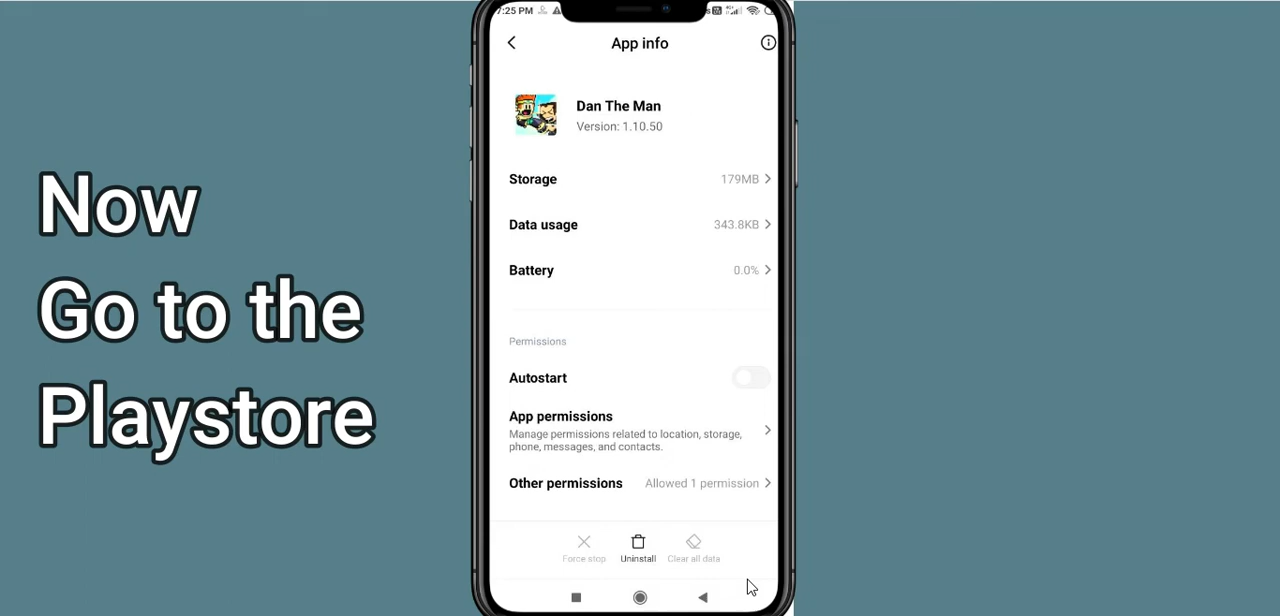 7:25 PM
App info
Dan The Man
Version: 1.10.50
Storage 179MB
Data usage 343.8KB
Battery 0.0%
Permissions
Autostart
App permissions
Manage permissions related to location, storage,
phone, messages, and contacts.
Other permissions Allowed 1 permission
Force stop Uninstall Clear all data
Now
Go to the
Playstore